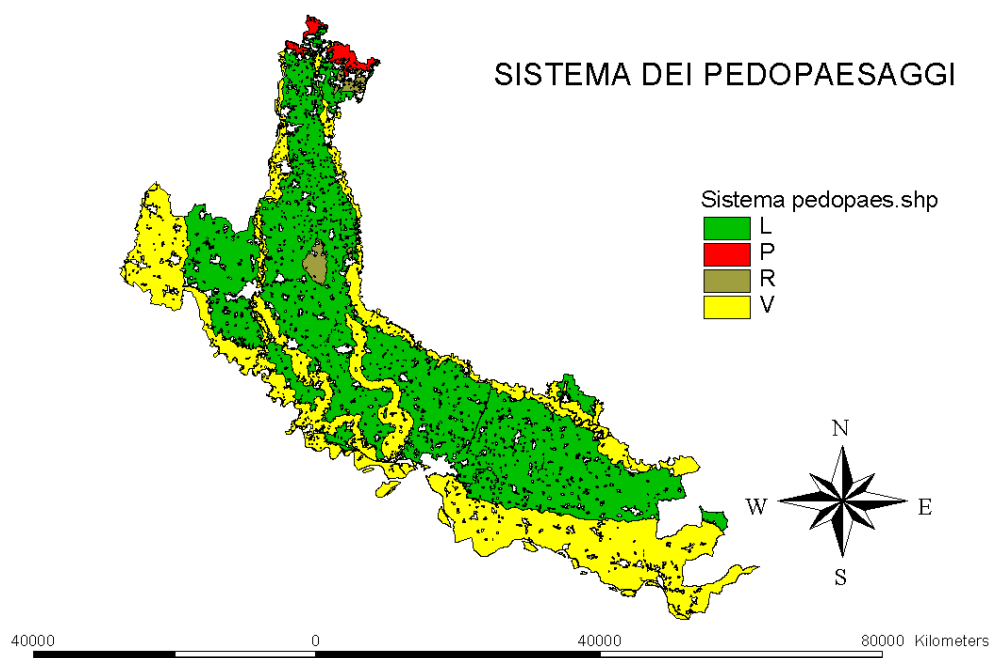 SISTEMA DEI PEDOPAESAGGI
Sistema pedopaes.shp
L
P
R
V
N
W E
S
40000 0 40000 80000 Kilometers